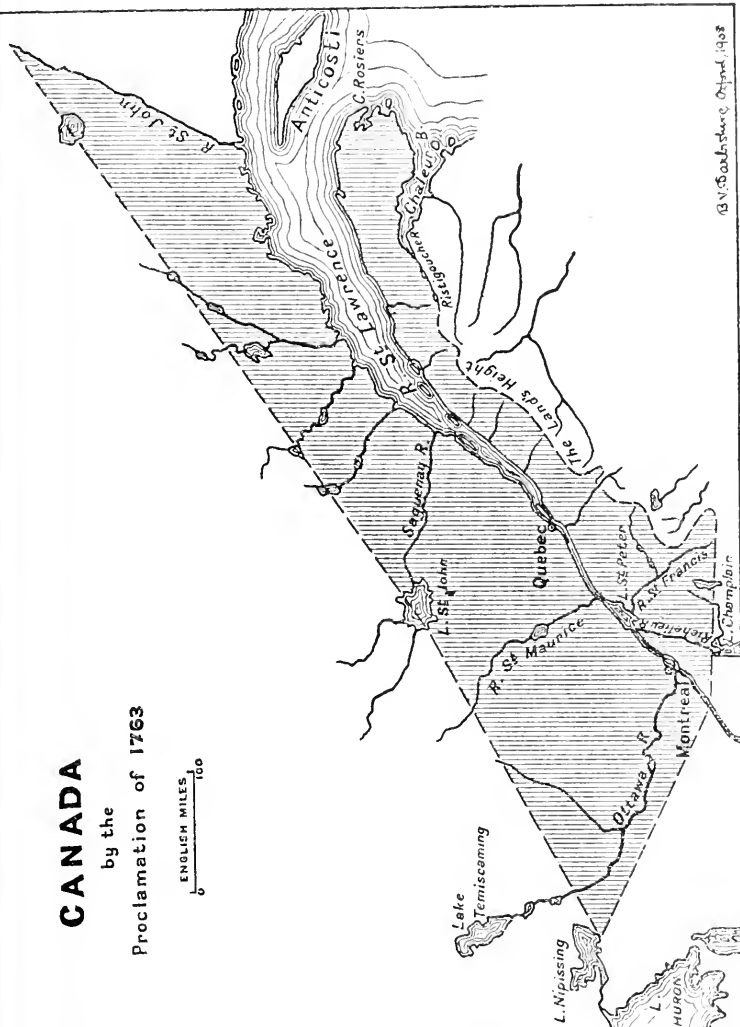 CANADA
by the
Proclamation of 1763
ENGLISH MILES
0 100
R St John
Anticosti
C. Rosiers
Chaleur B.
Ristigouche R
R St Lawrence
The Land's Height
Saguenay R.
L. St John
Quebec
L. St Peter
R. St Francis
Richelieu R.
L. Champlain
R. St Maurice
Montreal
Ottawa R
Lake
Temiscaming
L. Nipissing
L
HURON
B.V. Darbishire, Oxford, 1908